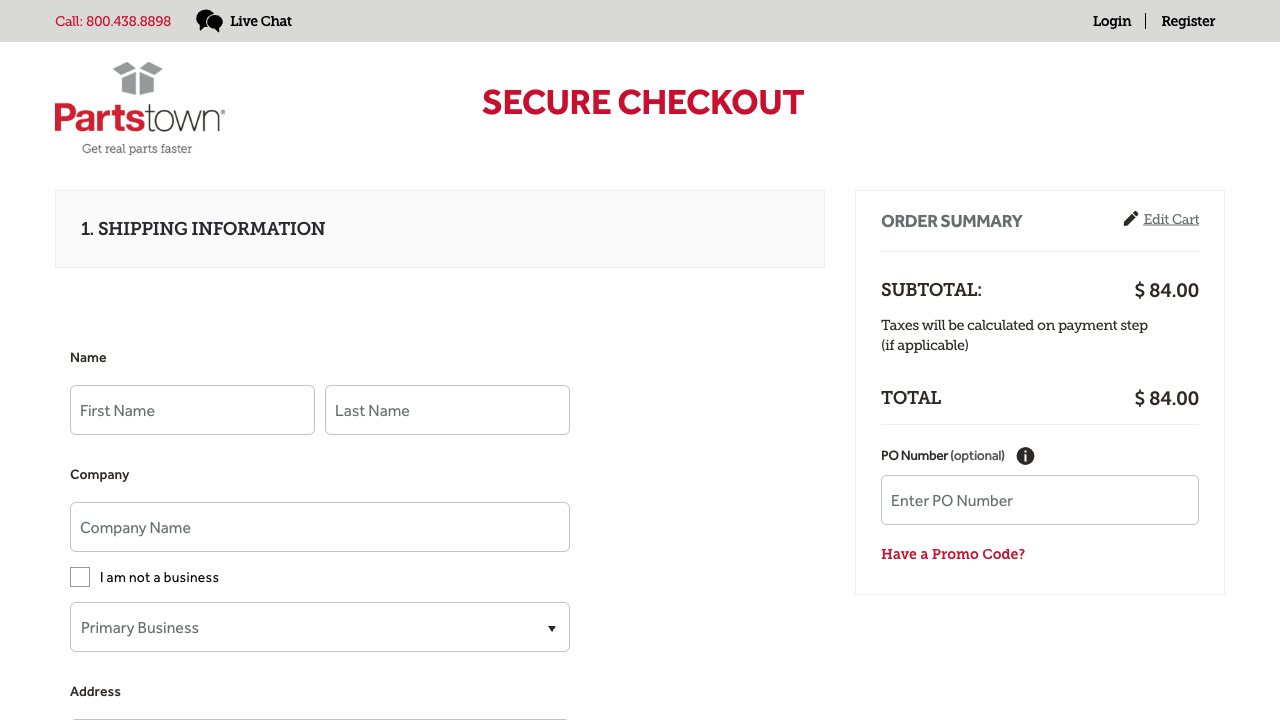 Call: 800.438.8898
Live Chat
Login
Register
Partstown®
Get real parts faster
SECURE CHECKOUT
1. SHIPPING INFORMATION
Name
First Name
Last Name
Company
Company Name
I am not a business
Primary Business
Address
ORDER SUMMARY
Edit Cart
SUBTOTAL:
$ 84.00
Taxes will be calculated on payment step
(if applicable)
TOTAL
$ 84.00
PO Number (optional)
Enter PO Number
Have a Promo Code?